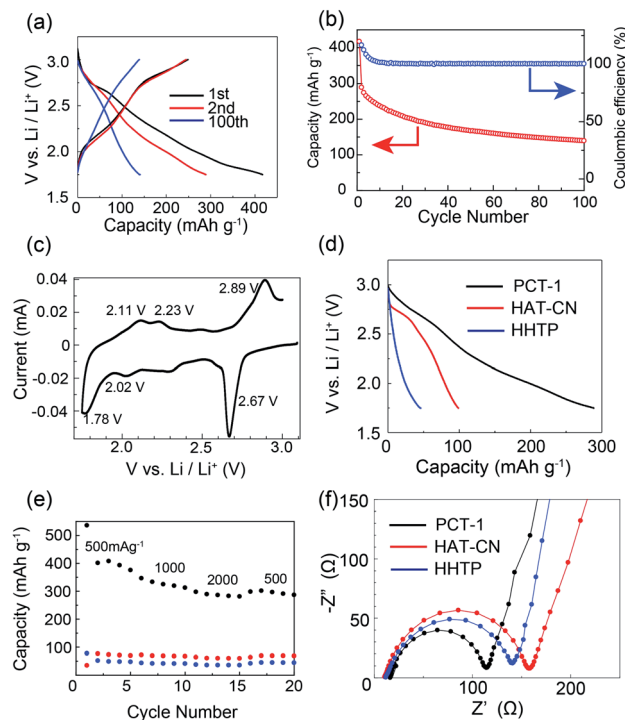 (a)
V vs. Li / Li⁺ (V)
3.5
3.0
2.5
2.0
1.5
1st
2nd
100th
0 100 200 300 400
Capacity (mAh g⁻¹)
(b)
Capacity (mAh g⁻¹)
400
350
300
250
200
150
100
50
0
100
50
0
Coulombic efficiency (%)
0 20 40 60 80 100
Cycle Number
(c)
Current (mA)
0.04
0.02
0
-0.02
-0.04
2.89 V
2.11 V 2.23 V
2.02 V
1.78 V
2.67 V
2.0 2.5 3.0
V vs. Li / Li⁺ (V)
(d)
V vs. Li / Li⁺ (V)
3.5
3.0
2.5
2.0
1.5
PCT-1
HAT-CN
HHTP
0 100 200 300
Capacity (mAh g⁻¹)
(e)
Capacity (mAh g⁻¹)
500
400
300
200
100
0
500mAg⁻¹
1000
2000
500
0 5 10 15 20
Cycle Number
(f)
-Z" (Ω)
150
100
50
0
PCT-1
HAT-CN
HHTP
0 100 200
Z' (Ω)